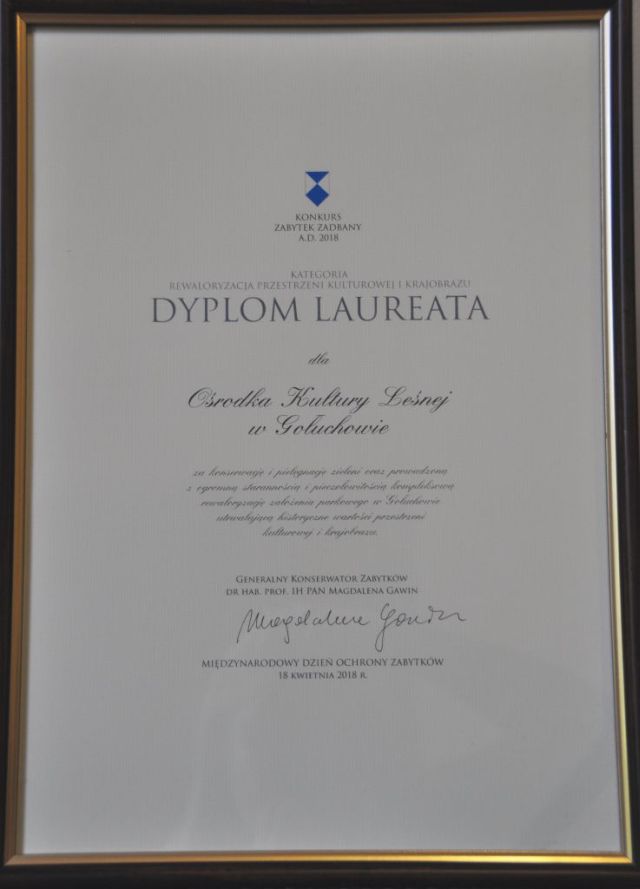 KONKURS
ZABYTEK ZADBANY
A.D. 2018
KATEGORIA
REWALORYZACJA PRZESTRZENI KULTUROWEJ I KRAJOBRAZU
DYPLOM LAUREATA
dla
Ośrodka Kultury Leśnej
w Gołuchowie
za konserwację i pielęgnację zieleni oraz prowadzoną
z ogromną starannością i pieczołowitością kompleksową
rewaloryzację założenia parkowego w Gołuchowie
utrwalającą historyczne wartości przestrzeni
kulturowej i krajobrazu.
GENERALNY KONSERWATOR ZABYTKÓW
DR HAB. PROF. IH PAN MAGDALENA GAWIN
Magdalena Gawin
MIĘDZYNARODOWY DZIEŃ OCHRONY ZABYTKÓW
18 KWIETNIA 2018 R.